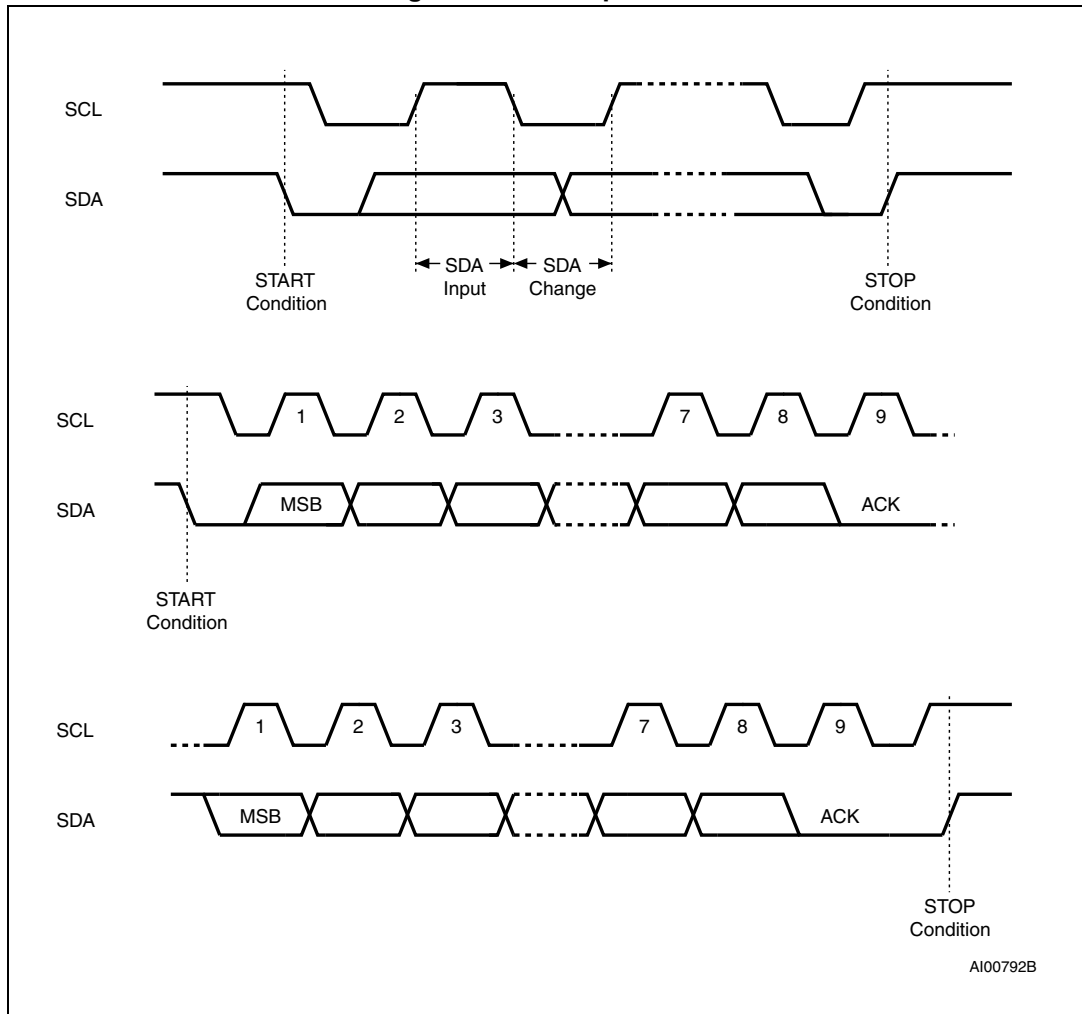 SCL
SDA
START
Condition
SDA
Input
SDA
Change
STOP
Condition
SCL
1 2 3 7 8 9
SDA
MSB ACK
START
Condition
SCL
1 2 3 7 8 9
SDA
MSB ACK
STOP
Condition
AI00792B